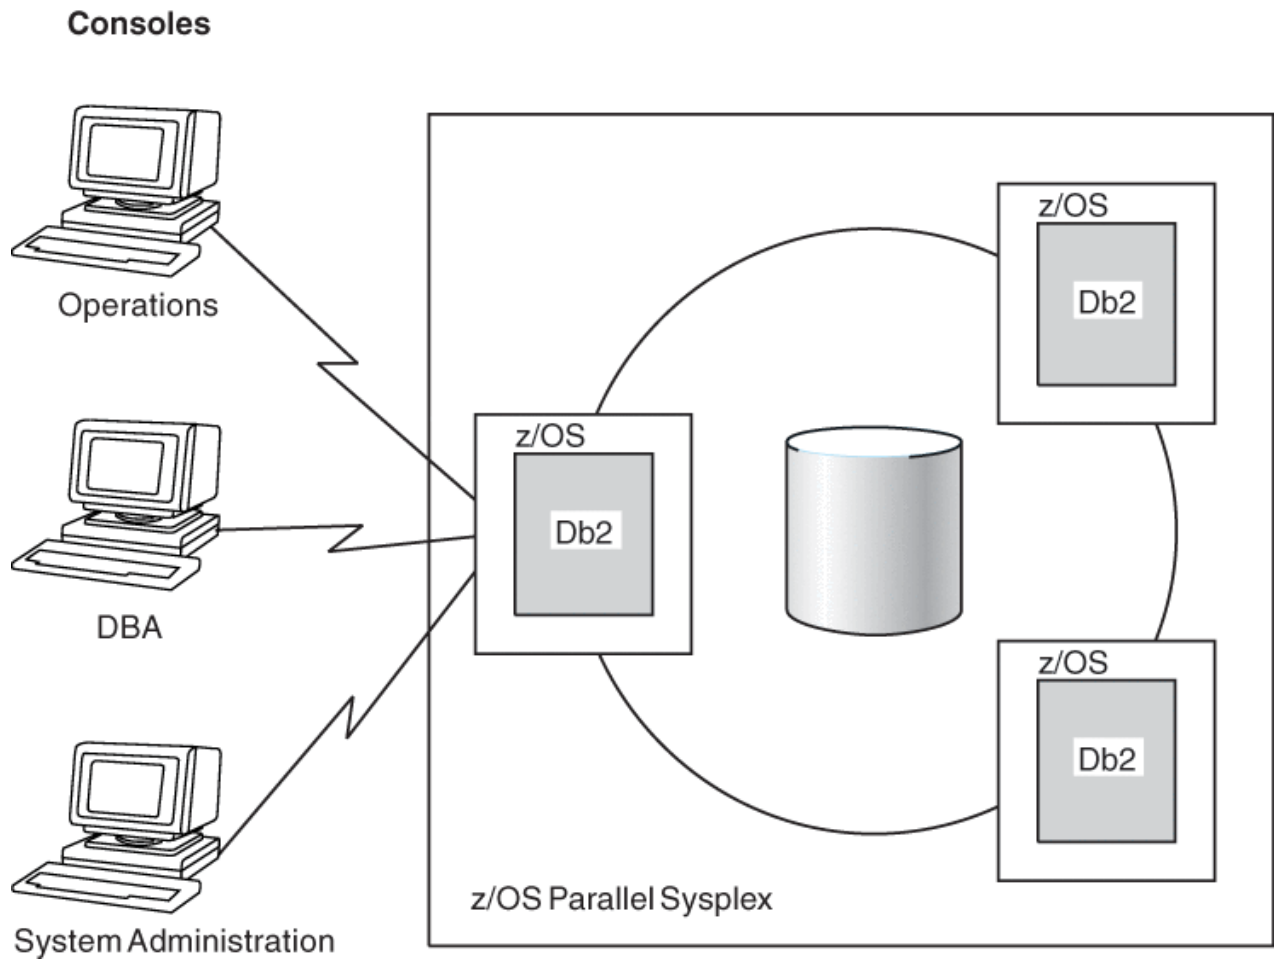 Consoles
Operations
DBA
System Administration
z/OS
Db2
z/OS
Db2
z/OS
Db2
z/OS Parallel Sysplex